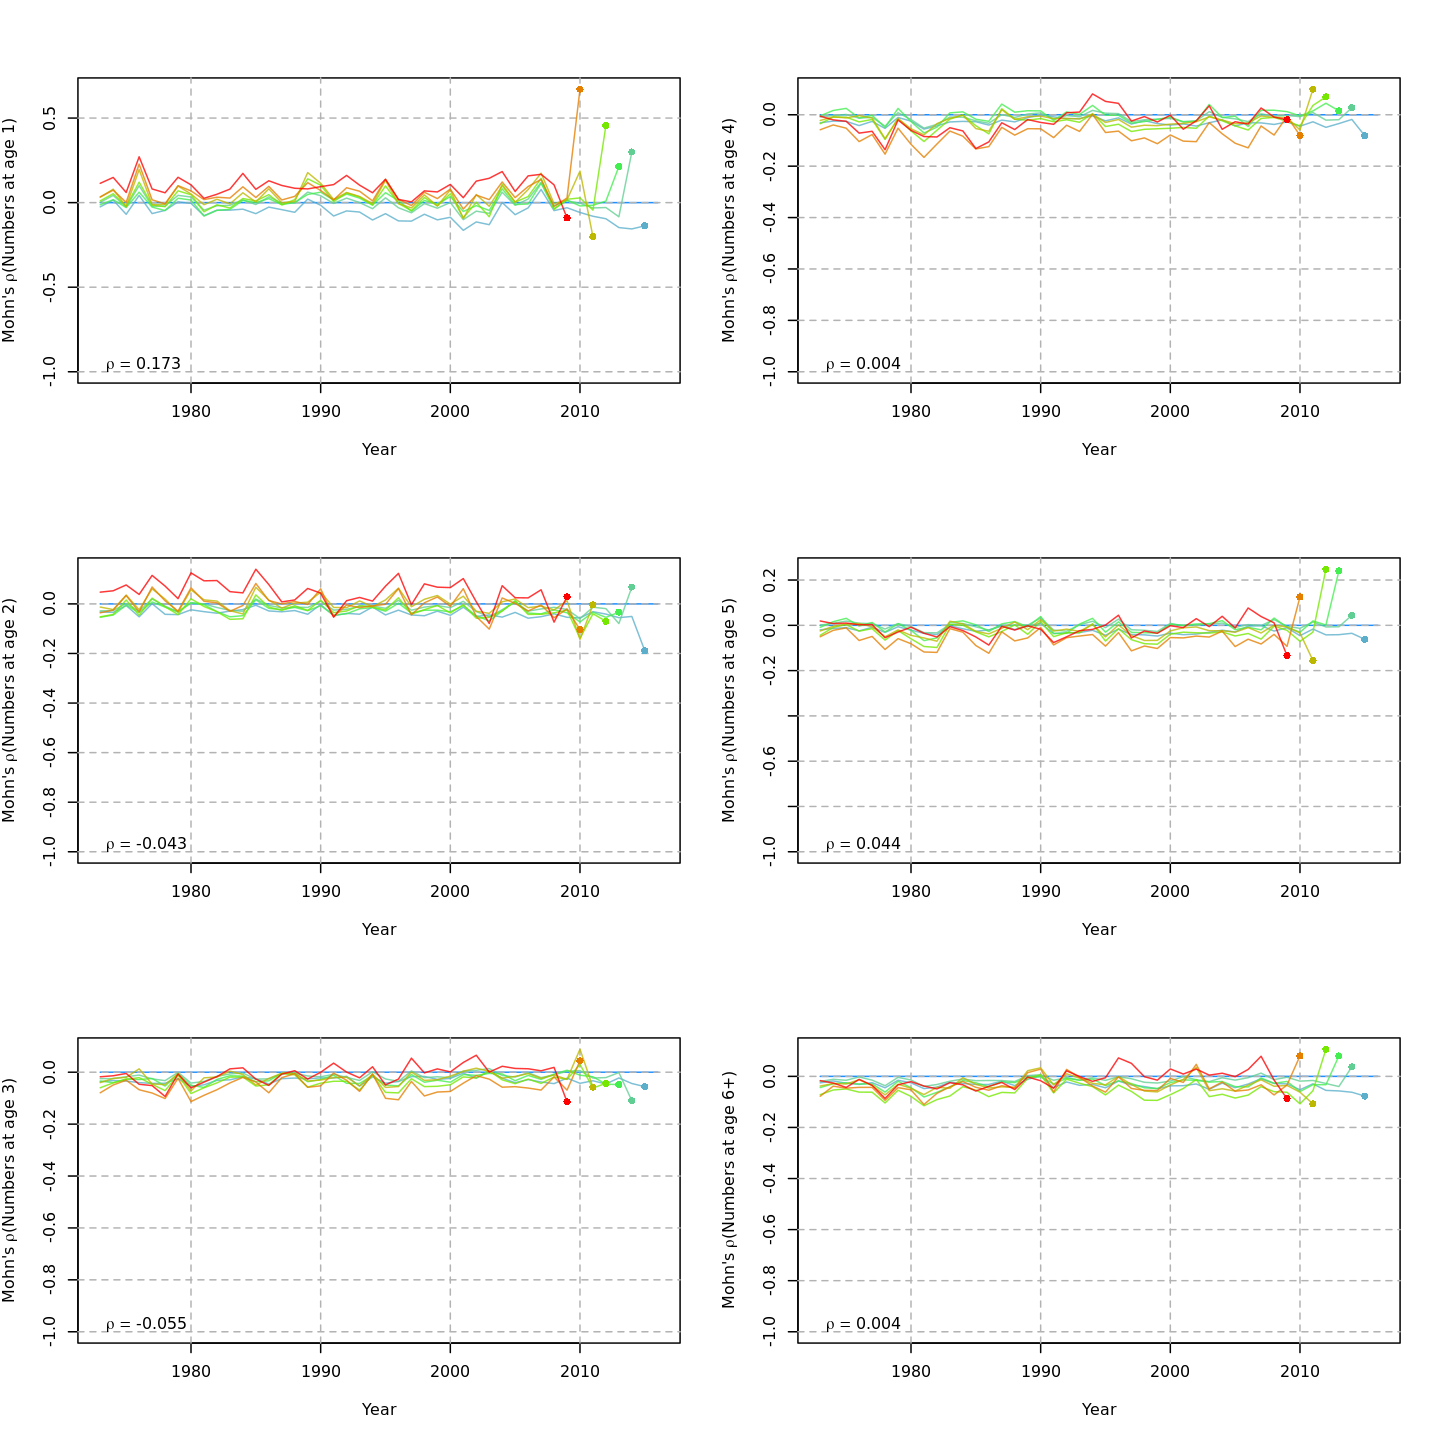 Mohn's ρ(Numbers at age 1)
0.5
0.0
-0.5
-1.0
ρ = 0.173
1980 1990 2000 2010
Year
Mohn's ρ(Numbers at age 4)
0.0
-0.2
-0.4
-0.6
-0.8
-1.0
ρ = 0.004
1980 1990 2000 2010
Year
Mohn's ρ(Numbers at age 2)
0.0
-0.2
-0.4
-0.6
-0.8
-1.0
ρ = -0.043
1980 1990 2000 2010
Year
Mohn's ρ(Numbers at age 5)
0.2
0.0
-0.2
-0.6
-1.0
ρ = 0.044
1980 1990 2000 2010
Year
Mohn's ρ(Numbers at age 3)
0.0
-0.2
-0.4
-0.6
-0.8
-1.0
ρ = -0.055
1980 1990 2000 2010
Year
Mohn's ρ(Numbers at age 6+)
0.0
-0.2
-0.4
-0.6
-0.8
-1.0
ρ = 0.004
1980 1990 2000 2010
Year